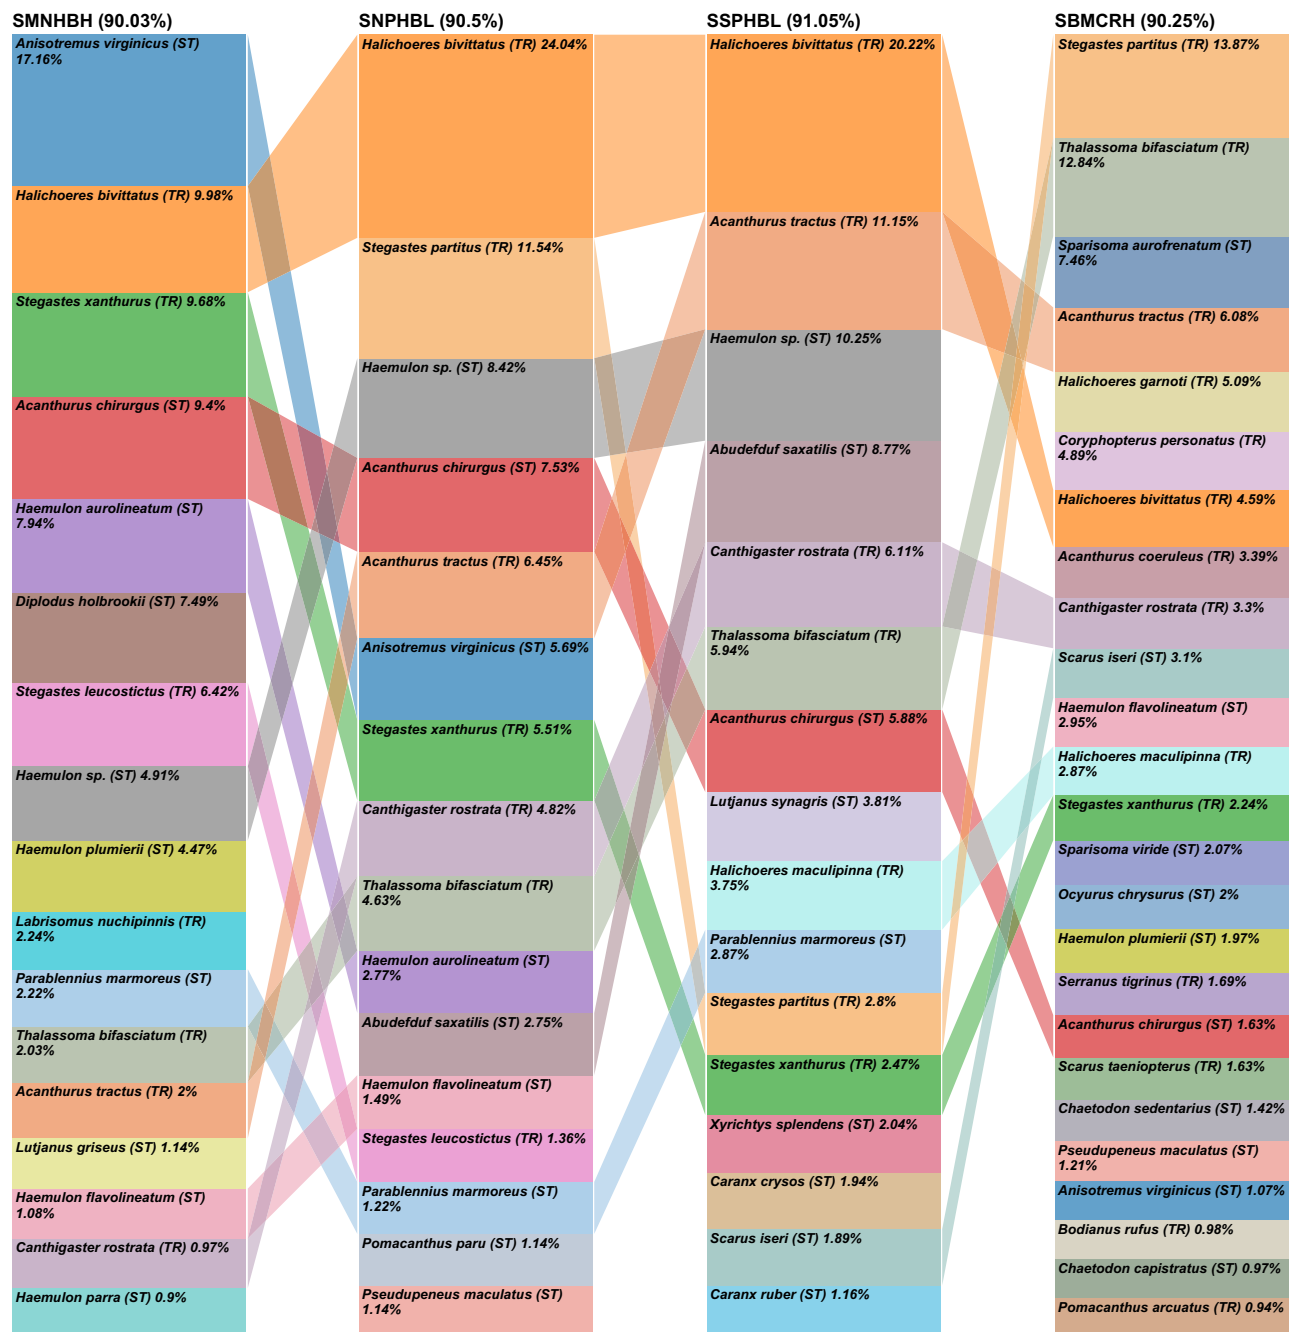 SMNHBH (90.03%)
Anisotremus virginicus (ST)
17.16%
Halichoeres bivittatus (TR) 9.98%
Stegastes xanthurus (TR) 9.68%
Acanthurus chirurgus (ST) 9.4%
Haemulon aurolineatum (ST)
7.94%
Diplodus holbrookii (ST) 7.49%
Stegastes leucostictus (TR) 6.42%
Haemulon sp. (ST) 4.91%
Haemulon plumierii (ST) 4.47%
Labrisomus nuchipinnis (TR)
2.24%
Parablennius marmoreus (ST)
2.22%
Thalassoma bifasciatum (TR)
2.03%
Acanthurus tractus (TR) 2%
Lutjanus griseus (ST) 1.14%
Haemulon flavolineatum (ST)
1.08%
Canthigaster rostrata (TR) 0.97%
Haemulon parra (ST) 0.9%
SNPHBL (90.5%)
Halichoeres bivittatus (TR) 24.04%
Stegastes partitus (TR) 11.54%
Haemulon sp. (ST) 8.42%
Acanthurus chirurgus (ST) 7.53%
Acanthurus tractus (TR) 6.45%
Anisotremus virginicus (ST) 5.69%
Stegastes xanthurus (TR) 5.51%
Canthigaster rostrata (TR) 4.82%
Thalassoma bifasciatum (TR)
4.63%
Haemulon aurolineatum (ST)
2.77%
Abudefduf saxatilis (ST) 2.75%
Haemulon flavolineatum (ST)
1.49%
Stegastes leucostictus (TR) 1.36%
Parablennius marmoreus (ST)
1.22%
Pomacanthus paru (ST) 1.14%
Pseudupeneus maculatus (ST)
1.14%
SSPHBL (91.05%)
Halichoeres bivittatus (TR) 20.22%
Acanthurus tractus (TR) 11.15%
Haemulon sp. (ST) 10.25%
Abudefduf saxatilis (ST) 8.77%
Canthigaster rostrata (TR) 6.11%
Thalassoma bifasciatum (TR)
5.94%
Acanthurus chirurgus (ST) 5.88%
Lutjanus synagris (ST) 3.81%
Halichoeres maculipinna (TR)
3.75%
Parablennius marmoreus (ST)
2.87%
Stegastes partitus (TR) 2.8%
Stegastes xanthurus (TR) 2.47%
Xyrichtys splendens (ST) 2.04%
Caranx crysos (ST) 1.94%
Scarus iseri (ST) 1.89%
Caranx ruber (ST) 1.16%
SBMCRH (90.25%)
Stegastes partitus (TR) 13.87%
Thalassoma bifasciatum (TR)
12.84%
Sparisoma aurofrenatum (ST)
7.46%
Acanthurus tractus (TR) 6.08%
Halichoeres garnoti (TR) 5.09%
Coryphopterus personatus (TR)
4.89%
Halichoeres bivittatus (TR) 4.59%
Acanthurus coeruleus (TR) 3.39%
Canthigaster rostrata (TR) 3.3%
Scarus iseri (ST) 3.1%
Haemulon flavolineatum (ST)
2.95%
Halichoeres maculipinna (TR)
2.87%
Stegastes xanthurus (TR) 2.24%
Sparisoma viride (ST) 2.07%
Ocyurus chrysurus (ST) 2%
Haemulon plumierii (ST) 1.97%
Serranus tigrinus (TR) 1.69%
Acanthurus chirurgus (ST) 1.63%
Scarus taeniopterus (TR) 1.63%
Chaetodon sedentarius (ST) 1.42%
Pseudupeneus maculatus (ST)
1.21%
Anisotremus virginicus (ST) 1.07%
Bodianus rufus (TR) 0.98%
Chaetodon capistratus (ST) 0.97%
Pomacanthus arcuatus (TR) 0.94%